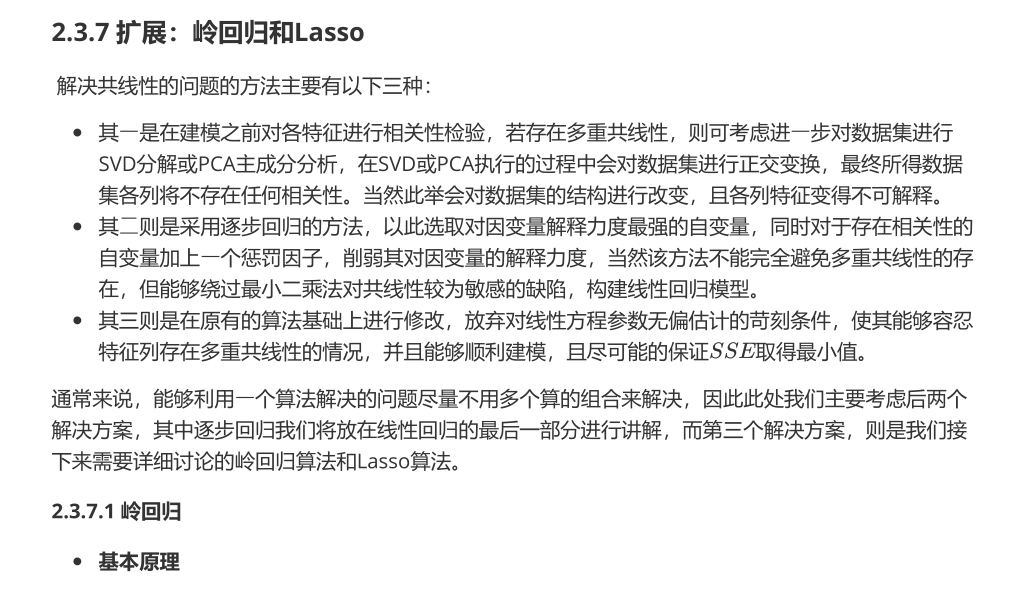 2.3.7 扩展：岭回归和Lasso
解决共线性的问题的方法主要有以下三种：
其一是在建模之前对各特征进行相关性检验，若存在多重共线性，则可考虑进一步对数据集进行
SVD分解或PCA主成分分析，在SVD或PCA执行的过程中会对数据集进行正交变换，最终所得数据
集各列将不存在任何相关性。当然此举会对数据集的结构进行改变，且各列特征变得不可解释。
其二则是采用逐步回归的方法，以此选取对因变量解释力度最强的自变量，同时对于存在相关性的
自变量加上一个惩罚因子，削弱其对因变量的解释力度，当然该方法不能完全避免多重共线性的存
在，但能够绕过最小二乘法对共线性较为敏感的缺陷，构建线性回归模型。
其三则是在原有的算法基础上进行修改，放弃对线性方程参数无偏估计的苛刻条件，使其能够容忍
特征列存在多重共线性的情况，并且能够顺利建模，且尽可能的保证SSE取得最小值。
通常来说，能够利用一个算法解决的问题尽量不用多个算的组合来解决，因此此处我们主要考虑后两个
解决方案，其中逐步回归我们将放在线性回归的最后一部分进行讲解，而第三个解决方案，则是我们接
下来需要详细讨论的岭回归算法和Lasso算法。
2.3.7.1 岭回归
基本原理